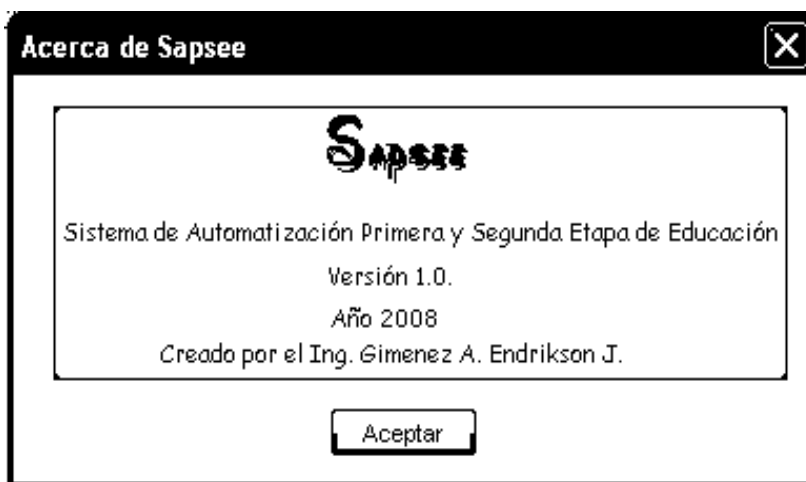 Acerca de Sapsee
Sapsee
Sistema de Automatización Primera y Segunda Etapa de Educación
Versión 1.0.
Año 2008
Creado por el Ing. Gimenez A. Endrikson J.
Aceptar